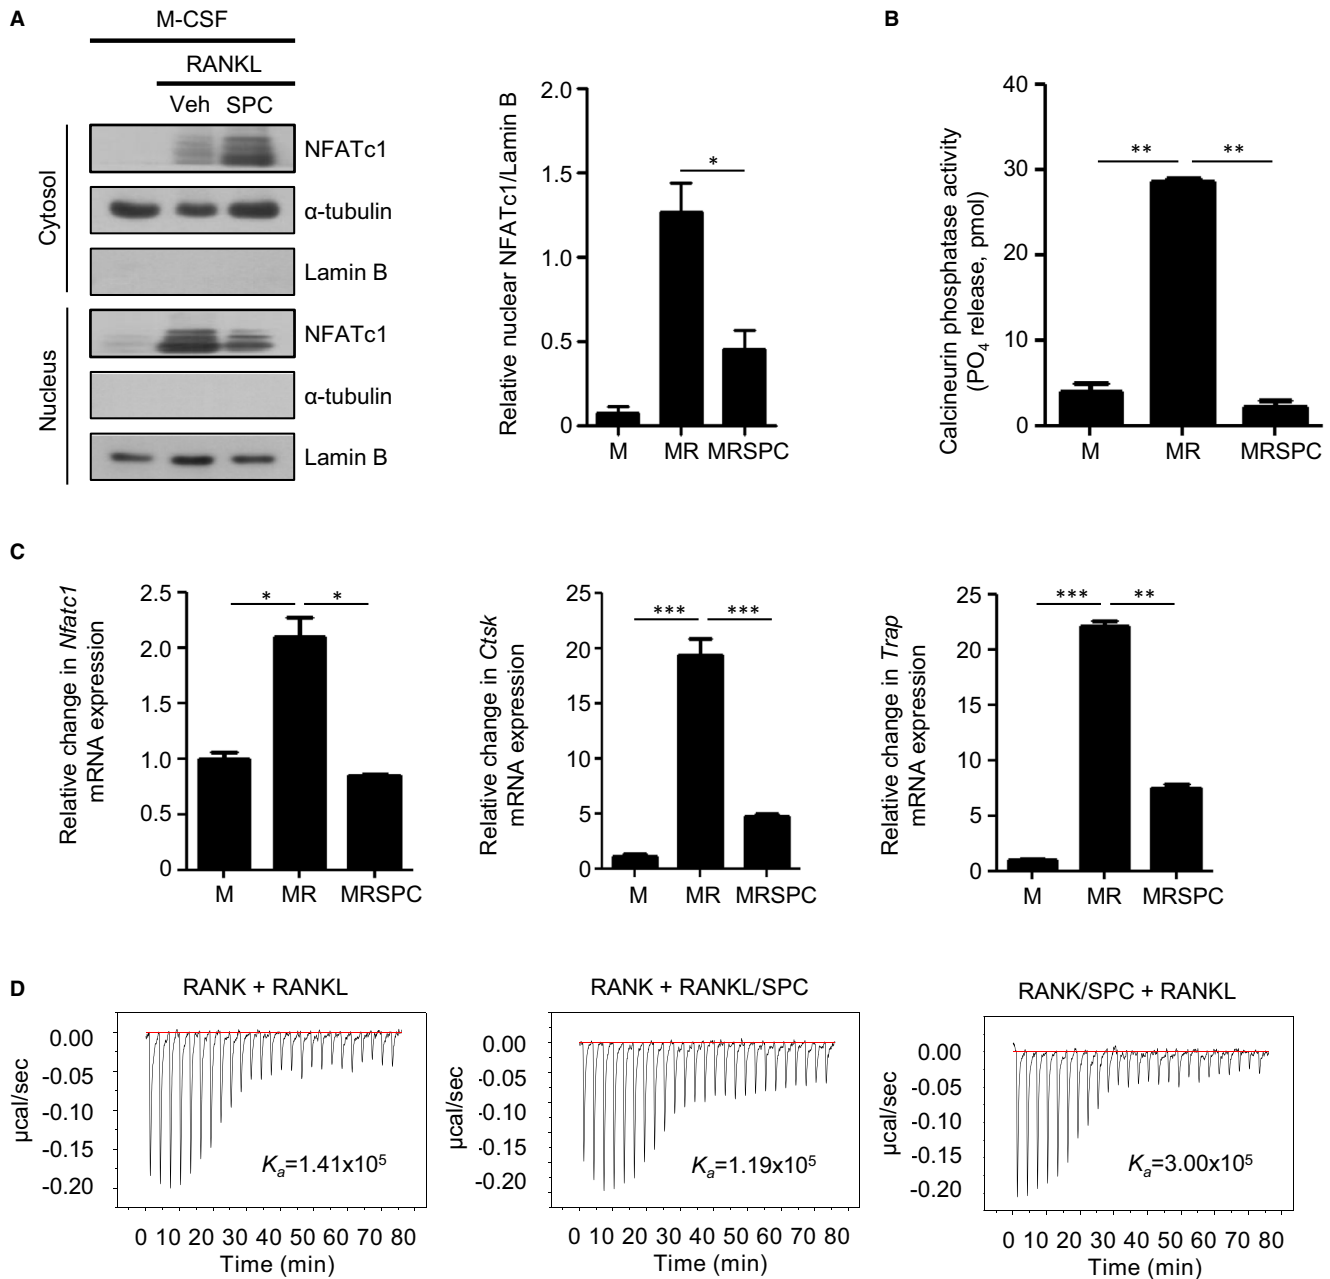 A
M-CSF
RANKL
Veh SPC
Cytosol
NFATc1
α-tubulin
Lamin B
Nucleus
NFATc1
α-tubulin
Lamin B
Relative nuclear NFATc1/Lamin B
2.0
1.5
1.0
0.5
0
*
M MR MRSPC
B
Calcineurin phosphatase activity
(PO4 release, pmol)
40
30
20
10
0
** **
M MR MRSPC
C
Relative change in Nfatc1
mRNA expression
2.5
2.0
1.5
1.0
0.5
0
* *
M MR MRSPC
Relative change in Ctsk
mRNA expression
25
20
15
10
5
0
*** ***
M MR MRSPC
Relative change in Trap
mRNA expression
25
20
15
10
5
0
*** **
M MR MRSPC
D
RANK + RANKL
µcal/sec
0.00
-0.05
-0.10
-0.15
-0.20
Ka=1.41x10⁵
0 10 20 30 40 50 60 70 80
Time (min)
RANK + RANKL/SPC
µcal/sec
0.00
-0.05
-0.10
-0.15
-0.20
Ka=1.19x10⁵
0 10 20 30 40 50 60 70 80
Time (min)
RANK/SPC + RANKL
µcal/sec
0.00
-0.05
-0.10
-0.15
-0.20
Ka=3.00x10⁵
0 10 20 30 40 50 60 70 80
Time (min)